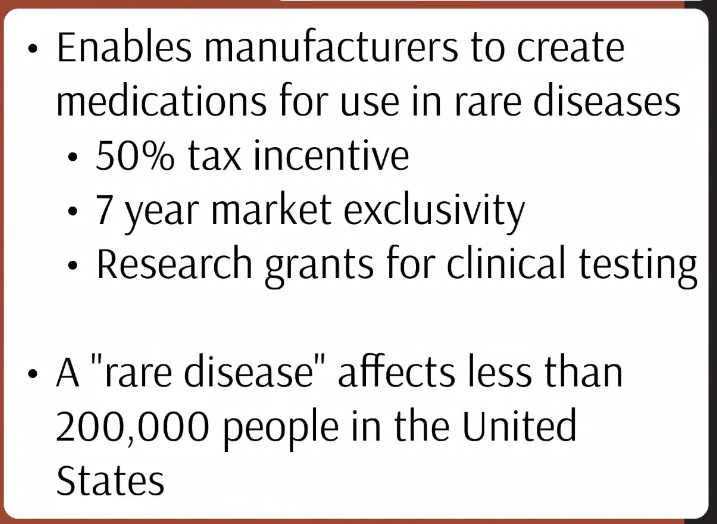 • Enables manufacturers to create
medications for use in rare diseases
• 50% tax incentive
• 7 year market exclusivity
• Research grants for clinical testing
• A "rare disease" affects less than
200,000 people in the United
States